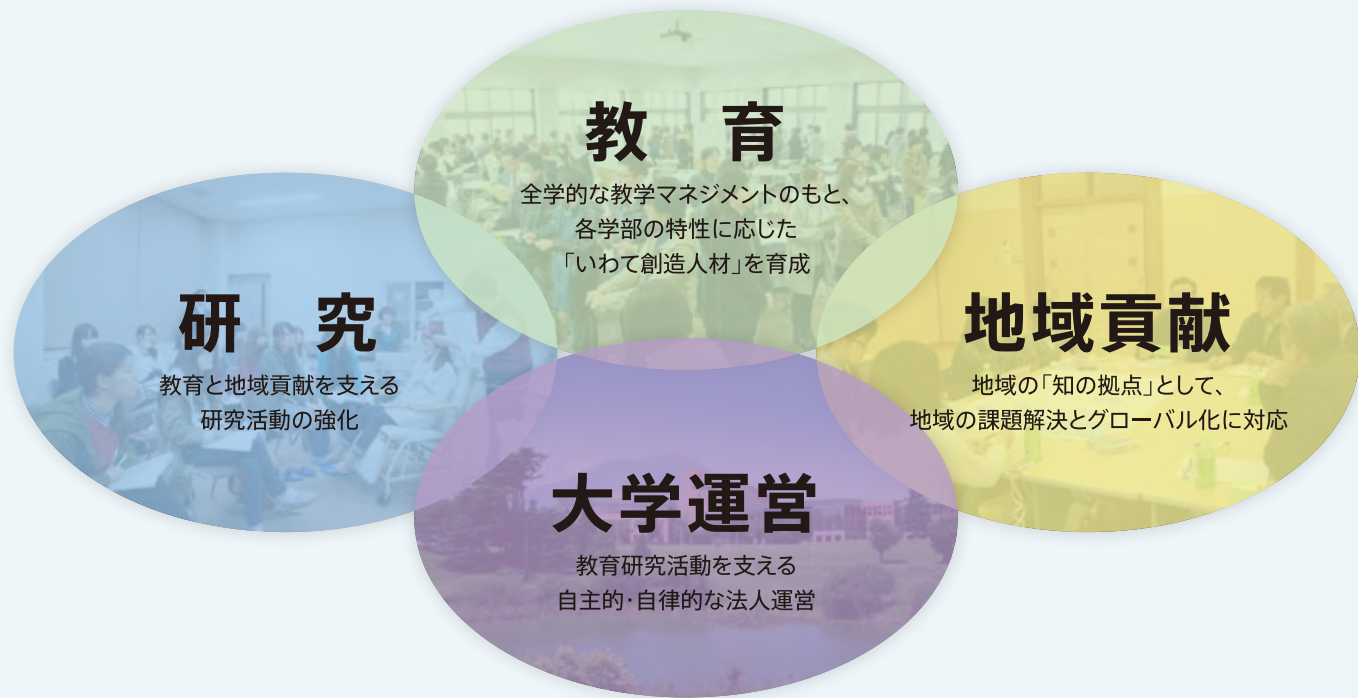 教　育
全学的な教学マネジメントのもと、
各学部の特性に応じた
「いわて創造人材」を育成
研　究
教育と地域貢献を支える
研究活動の強化
地域貢献
地域の「知の拠点」として、
地域の課題解決とグローバル化に対応
大学運営
教育研究活動を支える
自主的・自律的な法人運営